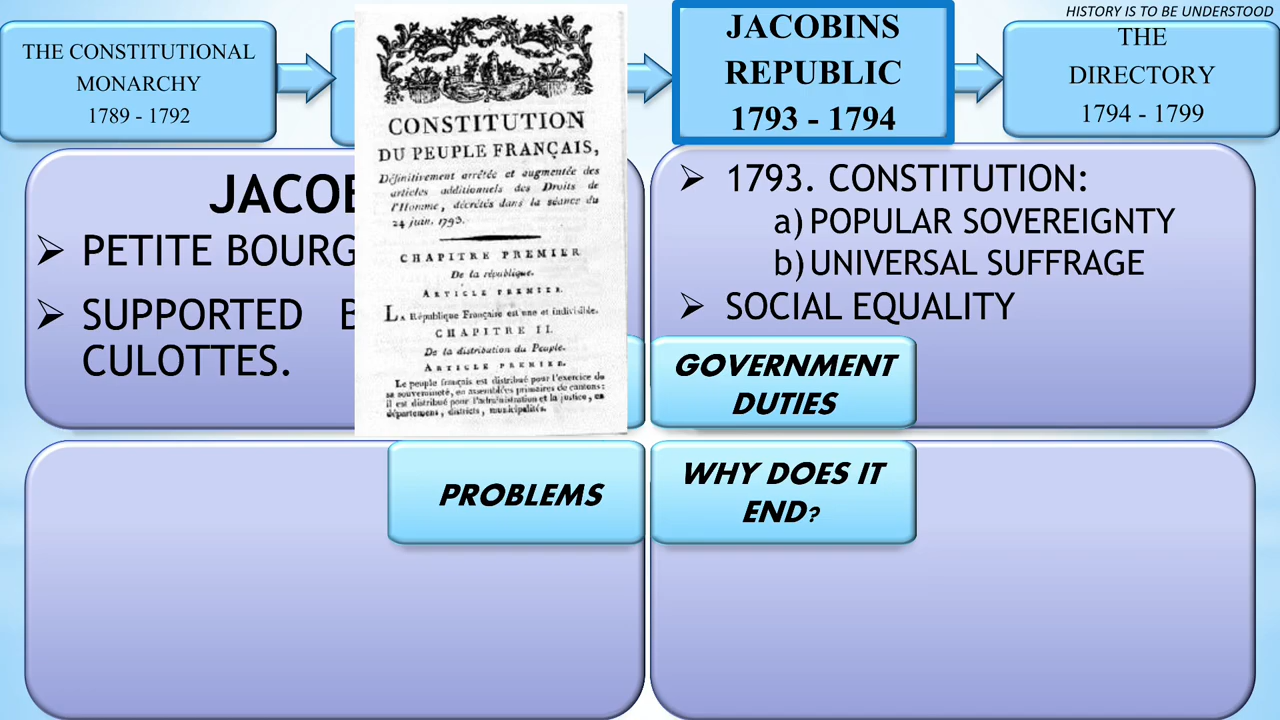 HISTORY IS TO BE UNDERSTOOD
THE CONSTITUTIONAL
MONARCHY
1789 - 1792
JACOBINS
REPUBLIC
1793 - 1794
THE
DIRECTORY
1794 - 1799
CONSTITUTION
DU PEUPLE FRANÇAIS,
Définitivement arrêtée et augmentée des
articles additionnels des Droits de
l'Homme, décrétés dans la séance du
24 juin, 1793.
CHAPITRE PREMIER
De la république.
ARTICLE PREMIER.
La République Française est une et indivisible.
CHAPITRE II.
De la distribution du Peuple.
ARTICLE PREMIER.
Le peuple français est distribué pour l'exercice de
sa souveraineté, en assemblées primaires de cantons;
il est distribué pour l'administration et la justice, en
département, districts, municipalités.
JACOB
➢ PETITE BOURG
➢ SUPPORTED B
CULOTTES.
➢ 1793. CONSTITUTION:
a) POPULAR SOVEREIGNTY
b) UNIVERSAL SUFFRAGE
➢ SOCIAL EQUALITY
GOVERNMENT
DUTIES
PROBLEMS
WHY DOES IT
END?